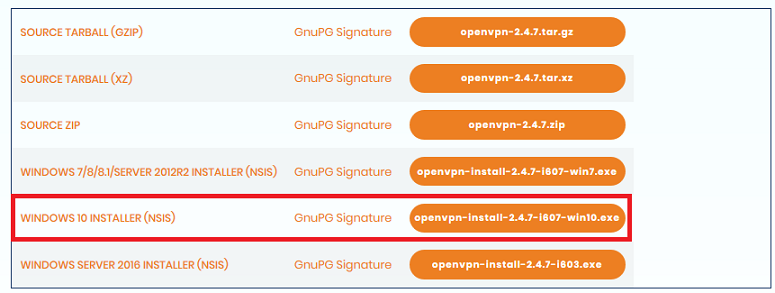 SOURCE TARBALL (GZIP) GnuPG Signature openvpn-2.4.7.tar.gz
SOURCE TARBALL (XZ) GnuPG Signature openvpn-2.4.7.tar.xz
SOURCE ZIP GnuPG Signature openvpn-2.4.7.zip
WINDOWS 7/8/8.1/SERVER 2012R2 INSTALLER (NSIS) GnuPG Signature openvpn-install-2.4.7-I607-win7.exe
WINDOWS 10 INSTALLER (NSIS) GnuPG Signature openvpn-install-2.4.7-I607-win10.exe
WINDOWS SERVER 2016 INSTALLER (NSIS) GnuPG Signature openvpn-install-2.4.7-I603.exe